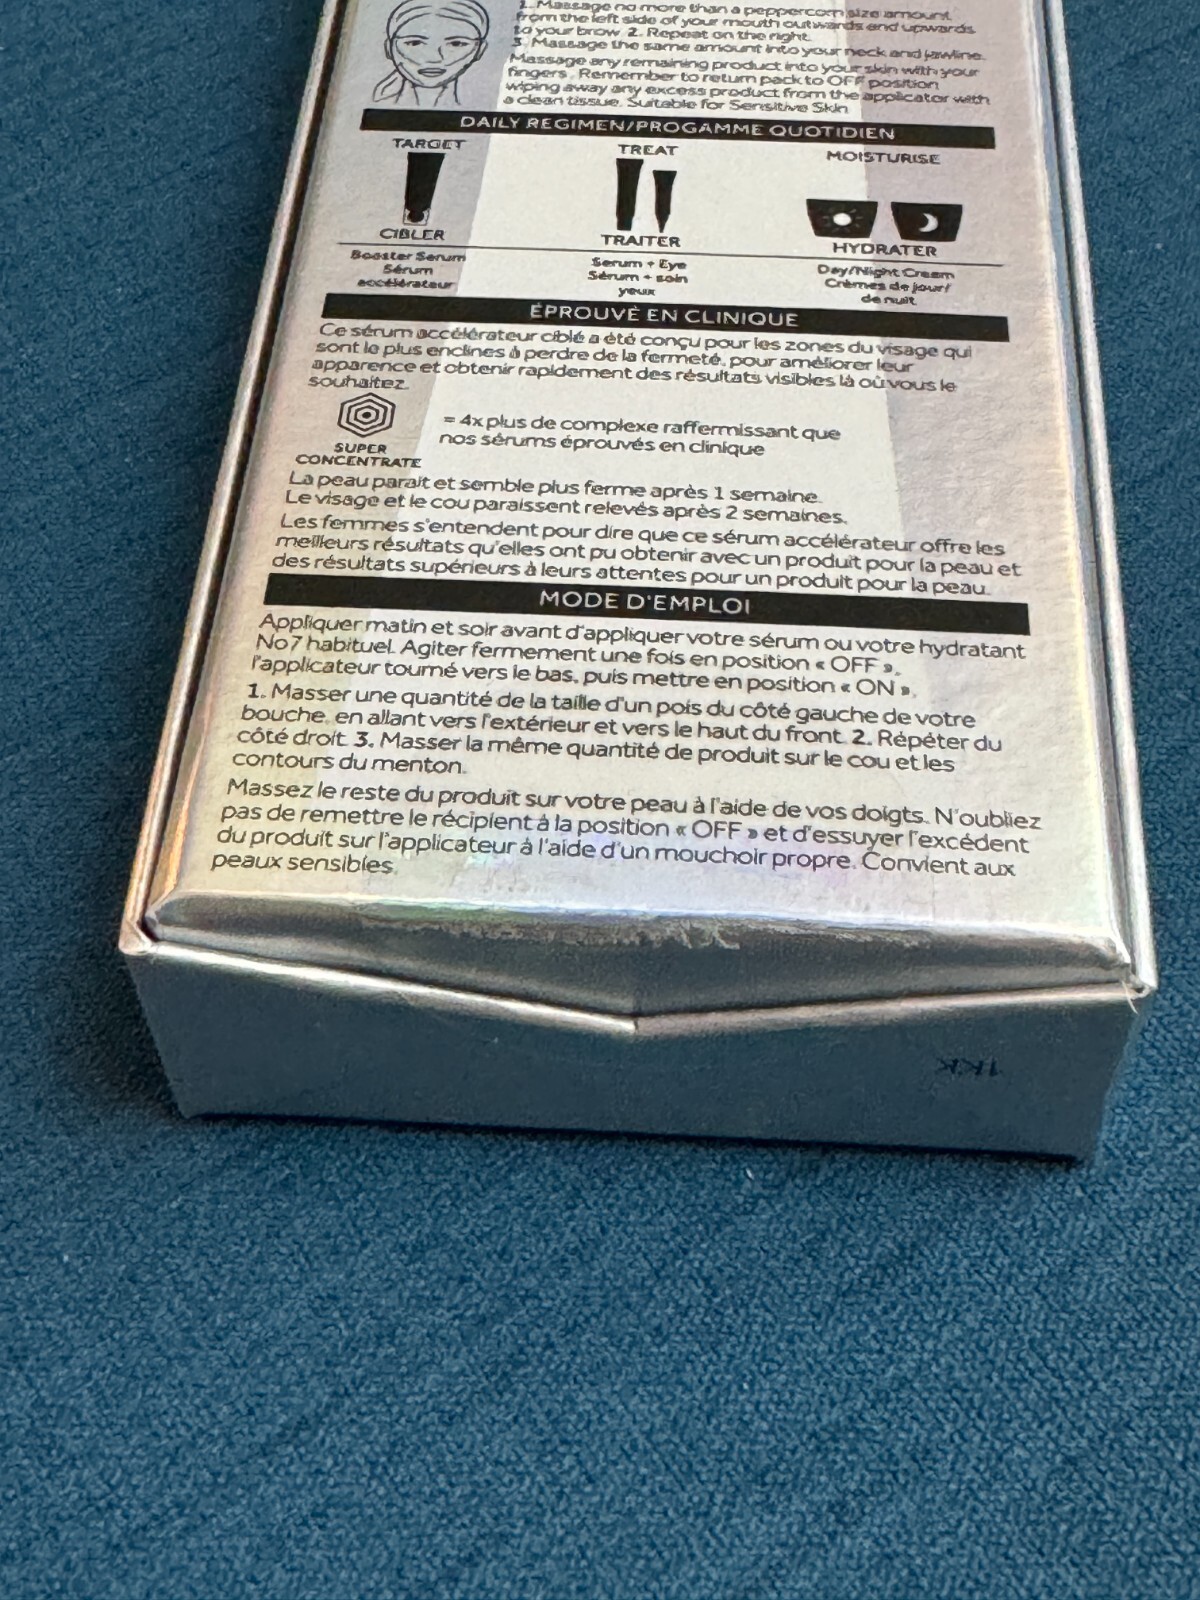 1. Massage no more than a peppercorn size amount
from the left side of your mouth outwards and upwards
to your brow 2. Repeat on the right.
3. Massage the same amount into your neck and jawline.
Massage any remaining product into your skin with your
fingers. Remember to return pack to OFF position
wiping away any excess product from the applicator with
a clean tissue. Suitable for Sensitive Skin
DAILY REGIMEN/PROGAMME QUOTIDIEN
TARGET TREAT MOISTURISE
CIBLER TRAITER HYDRATER
Booster Serum
Sérum
accélérateur
Serum + Eye
Sérum + soin
yeux
Day/Night Cream
Crèmes de jour/
de nuit
ÉPROUVÉ EN CLINIQUE
Ce sérum accélérateur ciblé a été conçu pour les zones du visage qui
sont le plus enclines à perdre de la fermeté, pour améliorer leur
apparence et obtenir rapidement des résultats visibles là où vous le
souhaitez.
SUPER
CONCENTRATE
= 4x plus de complexe raffermissant que
nos sérums éprouvés en clinique
La peau parait et semble plus ferme après 1 semaine.
Le visage et le cou paraissent relevés après 2 semaines.
Les femmes s'entendent pour dire que ce sérum accélérateur offre les
meilleurs résultats qu'elles ont pu obtenir avec un produit pour la peau et
des résultats supérieurs à leurs attentes pour un produit pour la peau.
MODE D'EMPLOI
Appliquer matin et soir avant d'appliquer votre sérum ou votre hydratant
No7 habituel. Agiter fermement une fois en position « OFF »,
l'applicateur tourné vers le bas, puis mettre en position « ON ».
1. Masser une quantité de la taille d'un pois du côté gauche de votre
bouche, en allant vers l'extérieur et vers le haut du front 2. Répéter du
côté droit 3. Masser la même quantité de produit sur le cou et les
contours du menton.
Massez le reste du produit sur votre peau à l'aide de vos doigts. N'oubliez
pas de remettre le récipient à la position « OFF » et d'essuyer l'excédent
du produit sur l'applicateur à l'aide d'un mouchoir propre. Convient aux
peaux sensibles.
1KK